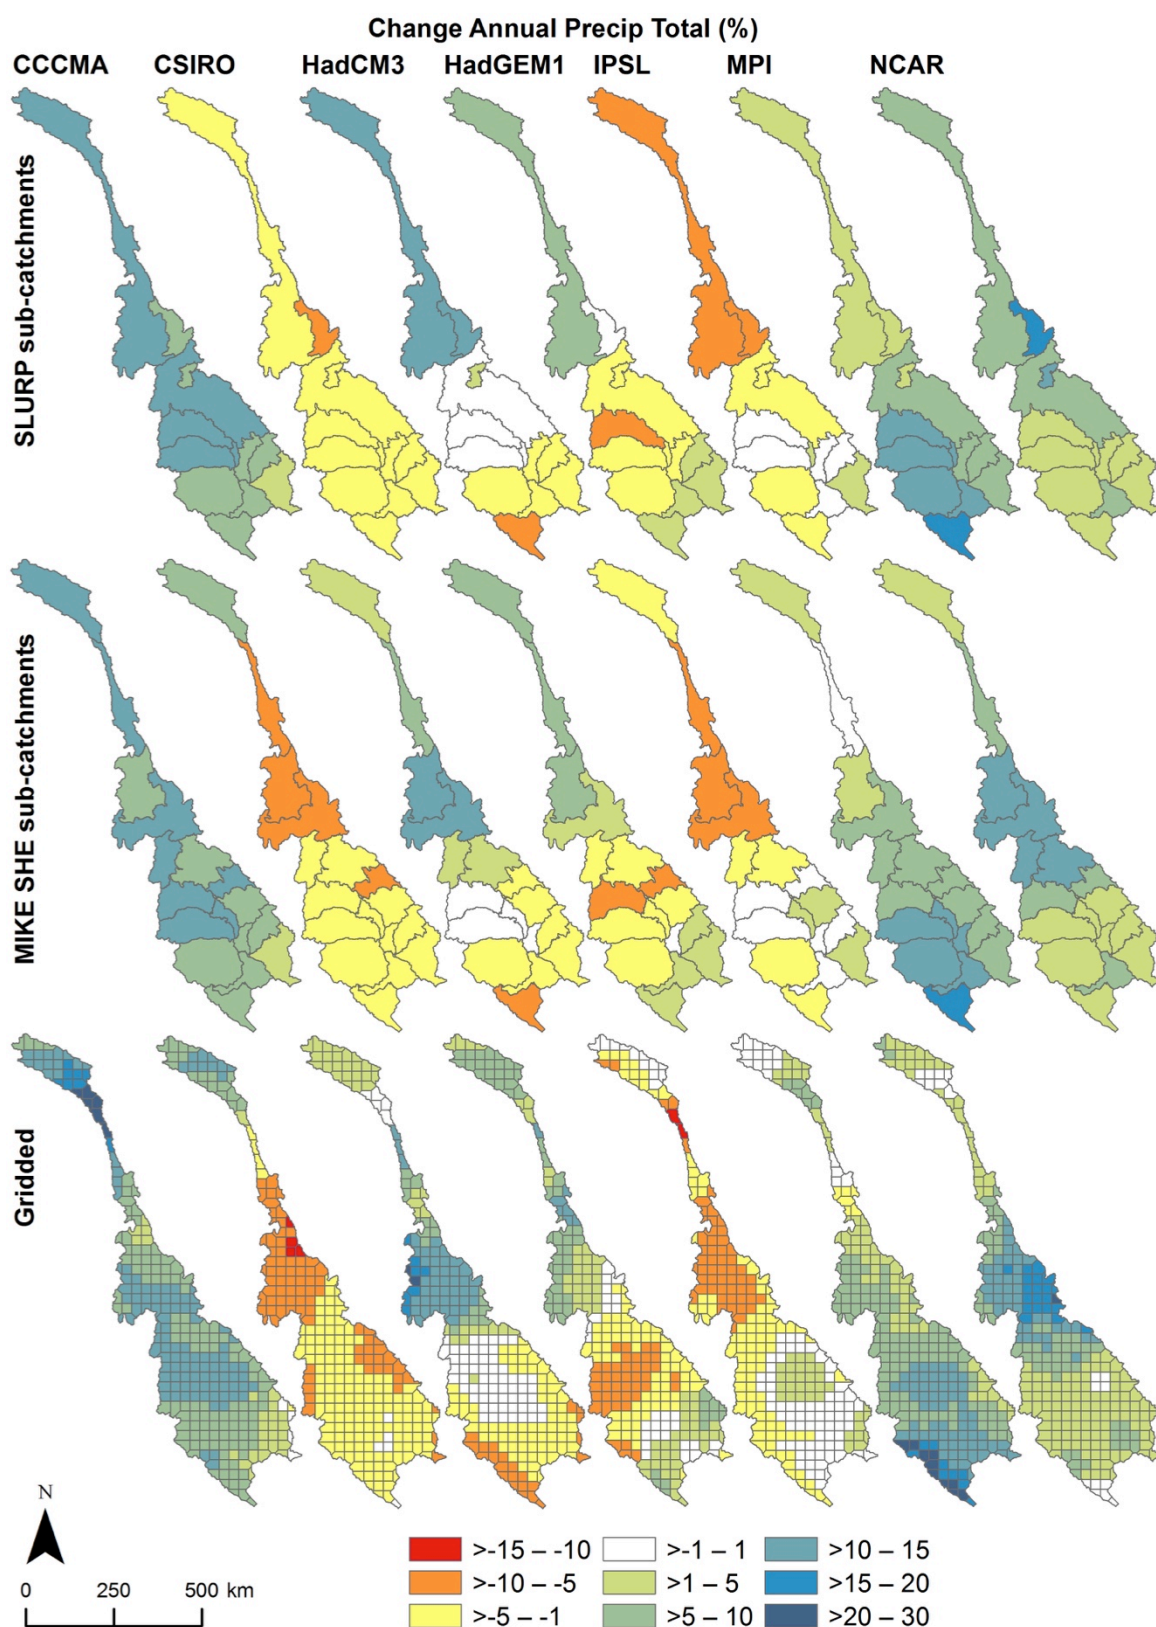 Change Annual Precip Total (%)
CCCMA CSIRO HadCM3 HadGEM1 IPSL MPI NCAR
SLURP sub-catchments
MIKE SHE sub-catchments
Gridded
N
0 250 500 km
>-15 – -10 >-1 – 1 >10 – 15
>-10 – -5 >1 – 5 >15 – 20
>-5 – -1 >5 – 10 >20 – 30